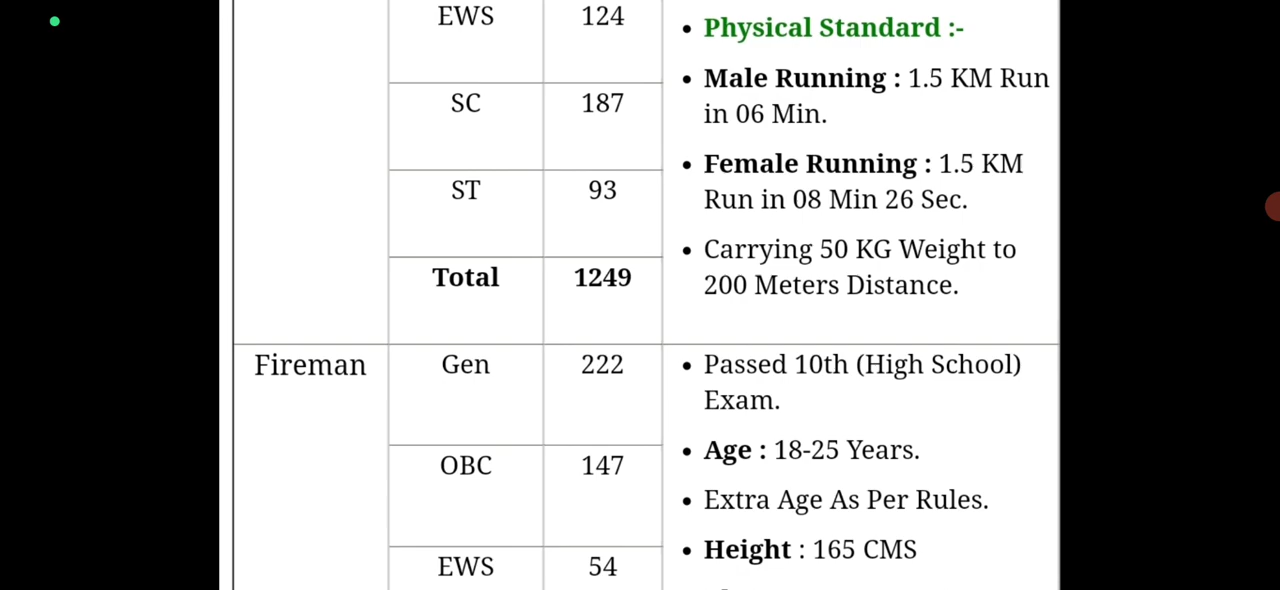 EWS 124
• Physical Standard :-
• Male Running : 1.5 KM Run
in 06 Min.
SC 187
• Female Running : 1.5 KM
Run in 08 Min 26 Sec.
ST 93
• Carrying 50 KG Weight to
200 Meters Distance.
Total 1249
Fireman Gen 222
• Passed 10th (High School)
Exam.
• Age : 18-25 Years.
OBC 147
• Extra Age As Per Rules.
• Height : 165 CMS
EWS 54